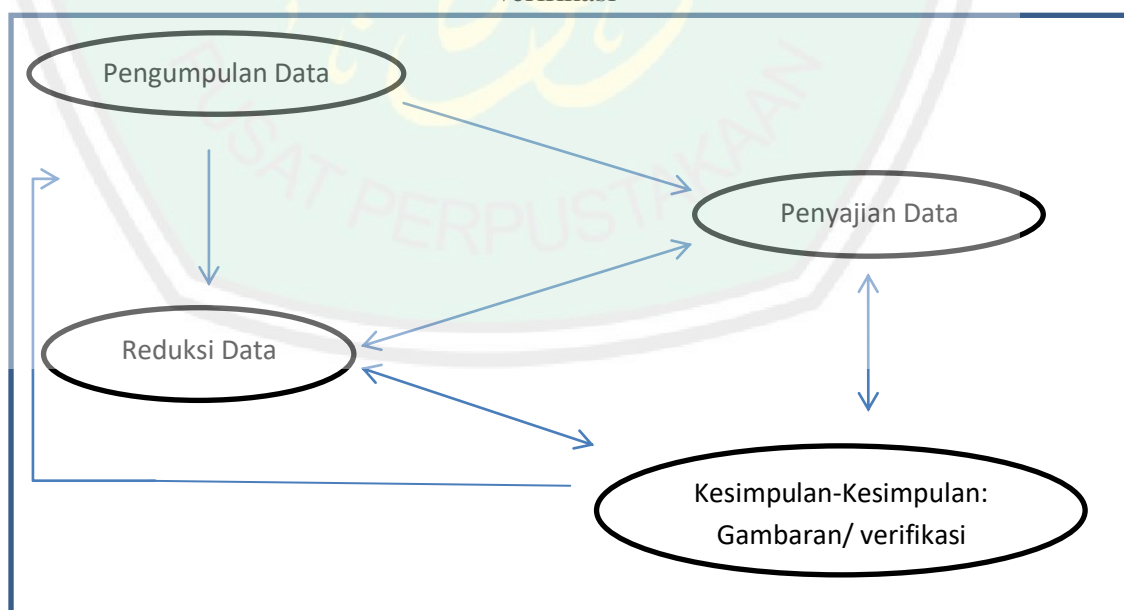 Pengumpulan Data
PUSAT PERPUSTAKAAN
Penyajian Data
Reduksi Data
Kesimpulan-Kesimpulan:
Gambaran/ verifikasi